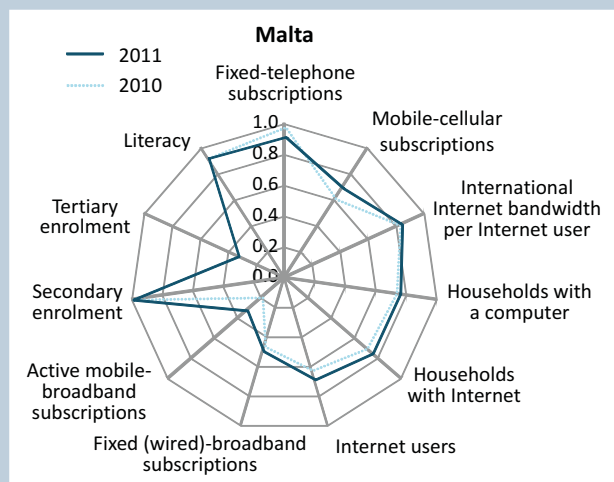 Malta
2011
2010
Fixed-telephone
subscriptions
Mobile-cellular
subscriptions
International
Internet bandwidth
per Internet user
Households with
a computer
Households
with Internet
Internet users
Fixed (wired)-broadband
subscriptions
Active mobile-
broadband
subscriptions
Secondary
enrolment
Tertiary
enrolment
Literacy
1.0
0.8
0.6
0.4
0.2
0.0